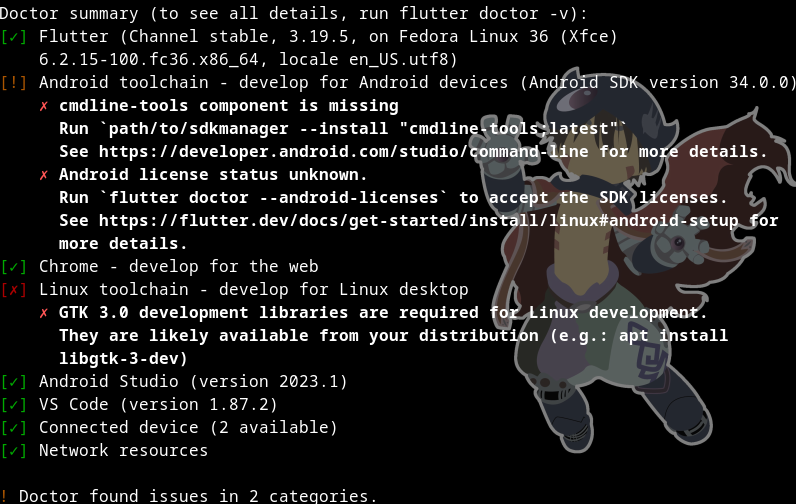 Doctor summary (to see all details, run flutter doctor -v):
[✓] Flutter (Channel stable, 3.19.5, on Fedora Linux 36 (Xfce)
    6.2.15-100.fc36.x86_64, locale en_US.utf8)
[!] Android toolchain - develop for Android devices (Android SDK version 34.0.0)
    ✗ cmdline-tools component is missing
      Run `path/to/sdkmanager --install "cmdline-tools;latest"`
      See https://developer.android.com/studio/command-line for more details.
    ✗ Android license status unknown.
      Run `flutter doctor --android-licenses` to accept the SDK licenses.
      See https://flutter.dev/docs/get-started/install/linux#android-setup for
      more details.
[✓] Chrome - develop for the web
[✗] Linux toolchain - develop for Linux desktop
    ✗ GTK 3.0 development libraries are required for Linux development.
      They are likely available from your distribution (e.g.: apt install
      libgtk-3-dev)
[✓] Android Studio (version 2023.1)
[✓] VS Code (version 1.87.2)
[✓] Connected device (2 available)
[✓] Network resources
! Doctor found issues in 2 categories.